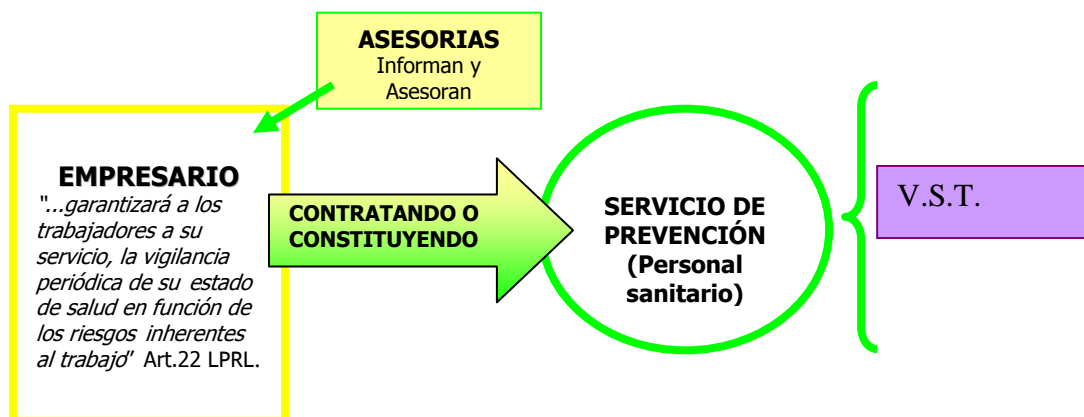 ASESORIAS
Informan y
Asesoran
EMPRESARIO
"...garantizará a los
trabajadores a su
servicio, la vigilancia
periódica de su estado
de salud en función de
los riesgos inherentes
al trabajo" Art.22 LPRL.
CONTRATANDO O
CONSTITUYENDO
SERVICIO DE
PREVENCIÓN
(Personal
sanitario)
V.S.T.